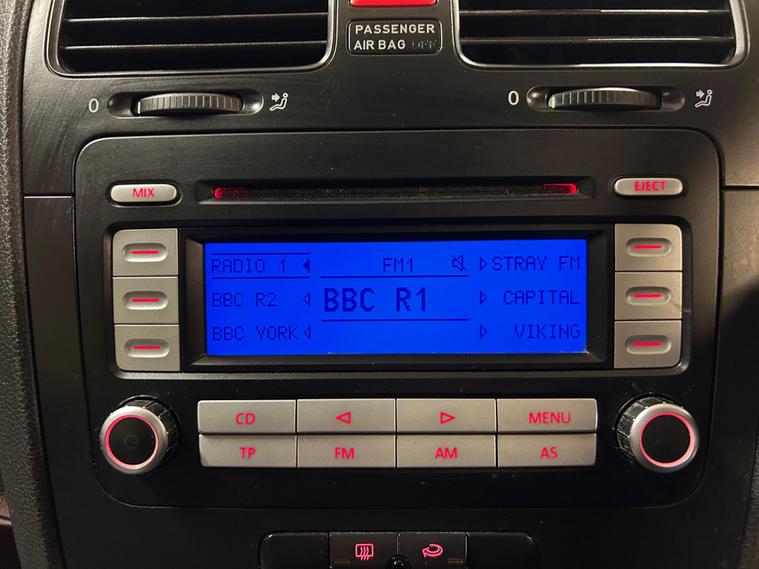 PASSENGER
AIR BAG OFF
0
0
MIX
EJECT
RADIO 1 FM1 STRAY FM
BBC R2 BBC R1 CAPITAL
BBC YORK VIKING
CD MENU
TP FM AM AS